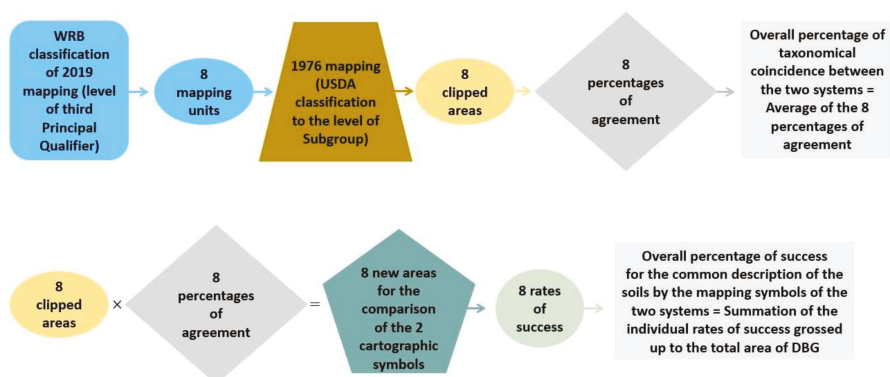 WRB
classification
of 2019
mapping (level
of third
Principal
Qualifier)
8
mapping
units
1976 mapping
(USDA
classification
to the level of
Subgroup)
8
clipped
areas
8
percentages
of
agreement
Overall percentage of
taxonomical
coincidence between
the two systems =
Average of the 8
percentages of
agreement
8
clipped
areas
×
8
percentages
of
agreement
=
8 new areas
for the
comparison
of the 2
cartographic
symbols
8 rates
of
success
Overall percentage of success
for the common description of the
soils by the mapping symbols of the
two systems = Summation of the
individual rates of success grossed
up to the total area of DBG